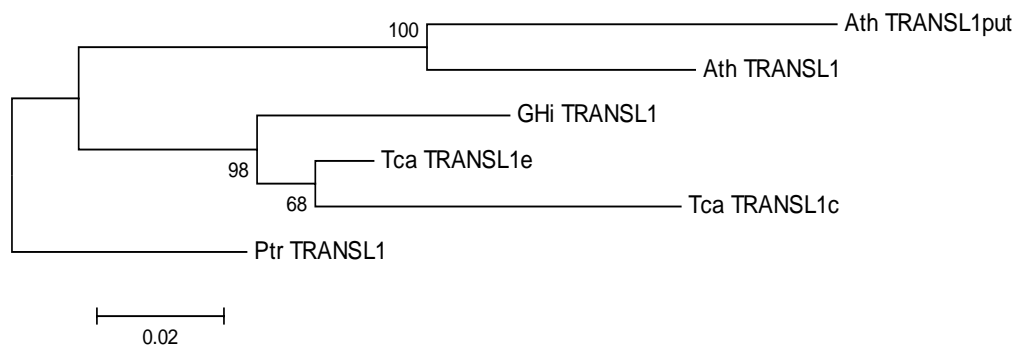 Ath TRANSL1put
100
Ath TRANSL1
GHi TRANSL1
Tca TRANSL1e
98
68
Tca TRANSL1c
Ptr TRANSL1
0.02